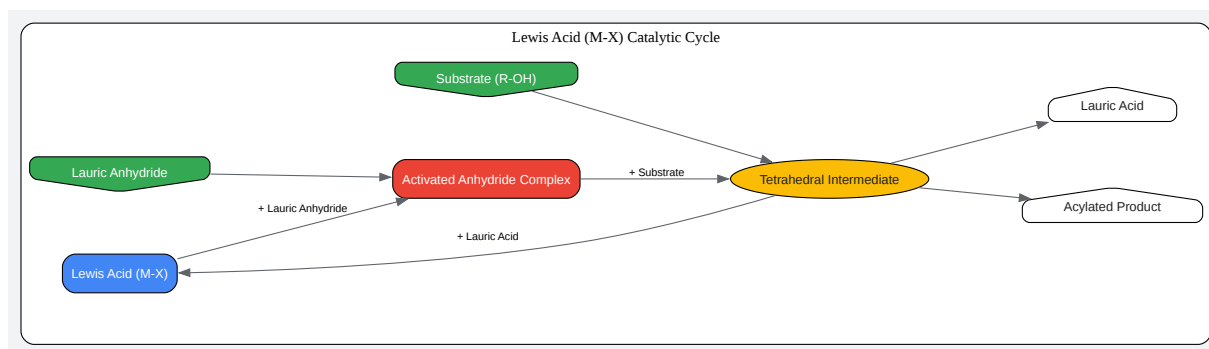 Lewis Acid (M-X) Catalytic Cycle
Substrate (R-OH)
Lauric Acid
Lauric Anhydride
Activated Anhydride Complex
+ Substrate
Tetrahedral Intermediate
+ Lauric Anhydride
Acylated Product
+ Lauric Acid
Lewis Acid (M-X)